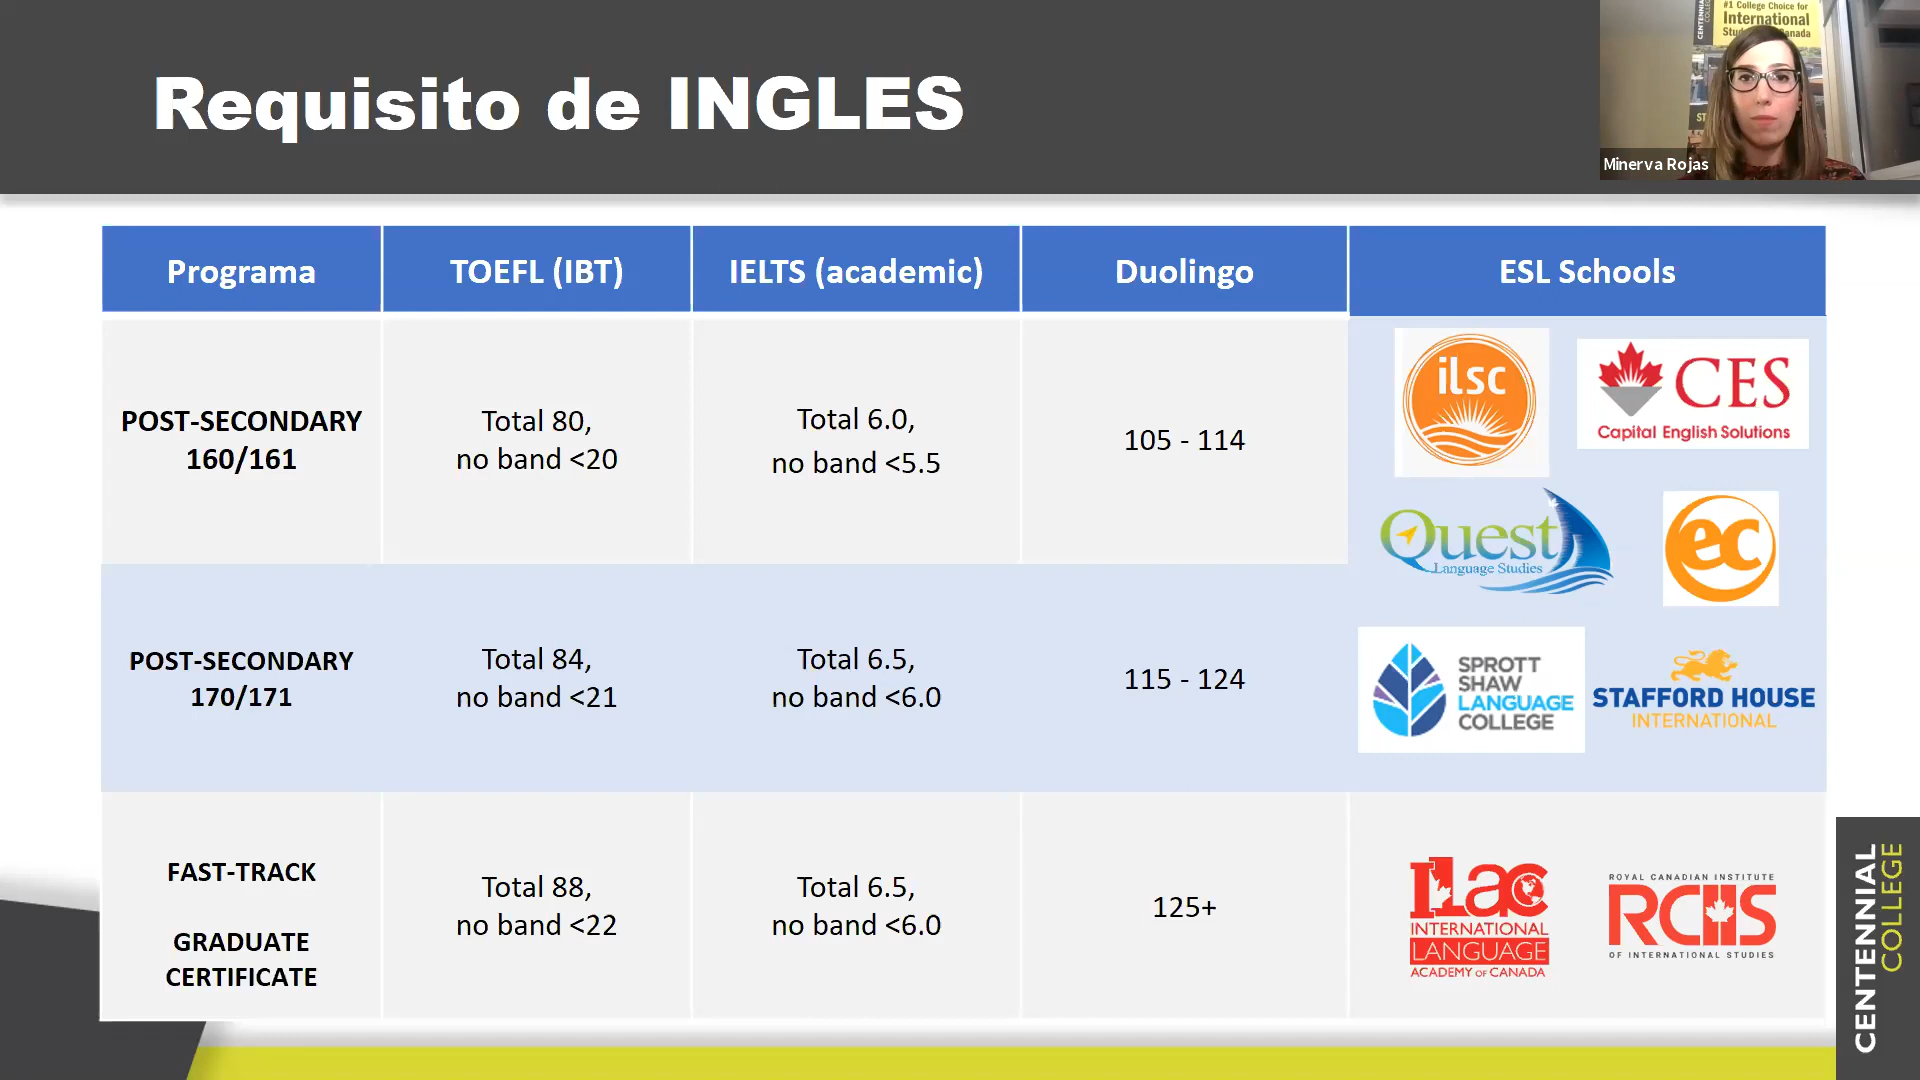 Requisito de INGLES
#1 College Choice for
International
Minerva Rojas
Programa
TOEFL (IBT)
IELTS (academic)
Duolingo
ESL Schools
POST-SECONDARY
160/161
Total 80,
no band <20
Total 6.0,
no band <5.5
105 - 114
ilsc
CES
Capital English Solutions
Quest
Language Studies
ec
POST-SECONDARY
170/171
Total 84,
no band <21
Total 6.5,
no band <6.0
115 - 124
SPROTT
SHAW
LANGUAGE
COLLEGE
STAFFORD HOUSE
INTERNATIONAL
FAST-TRACK
GRADUATE
CERTIFICATE
Total 88,
no band <22
Total 6.5,
no band <6.0
125+
ILac
INTERNATIONAL
LANGUAGE
ACADEMY OF CANADA
ROYAL CANADIAN INSTITUTE
RCIIS
OF INTERNATIONAL STUDIES
CENTENNIAL
COLLEGE